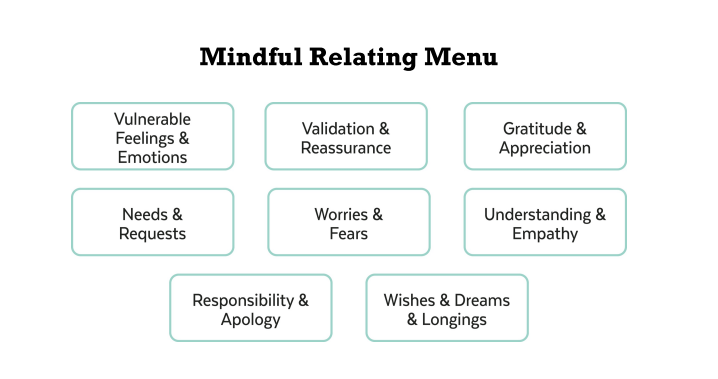 Mindful Relating Menu
Vulnerable
Feelings &
Emotions
Validation &
Reassurance
Gratitude &
Appreciation
Needs &
Requests
Worries &
Fears
Understanding &
Empathy
Responsibility &
Apology
Wishes & Dreams
& Longings